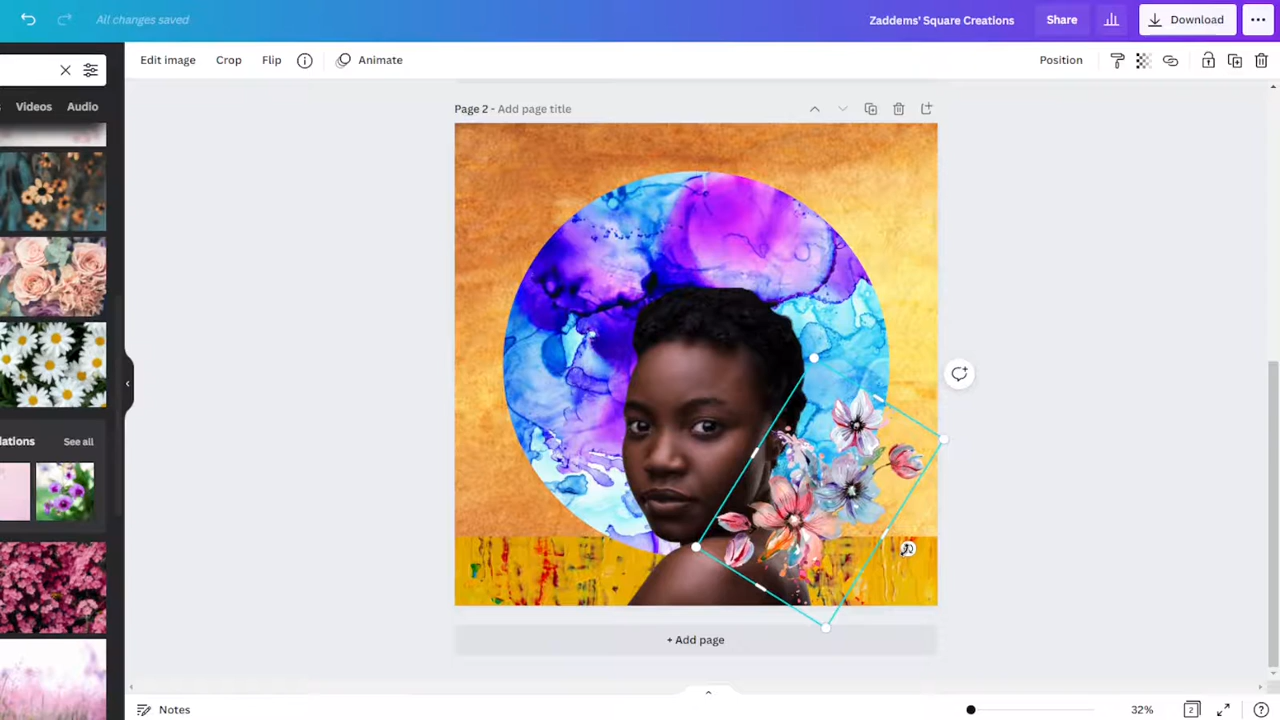 All changes saved
Zaddems' Square Creations
Share
Download
Edit image
Crop
Flip
Animate
Position
Videos
Audio
Page 2 - Add page title
See all
+ Add page
Notes
32%
2